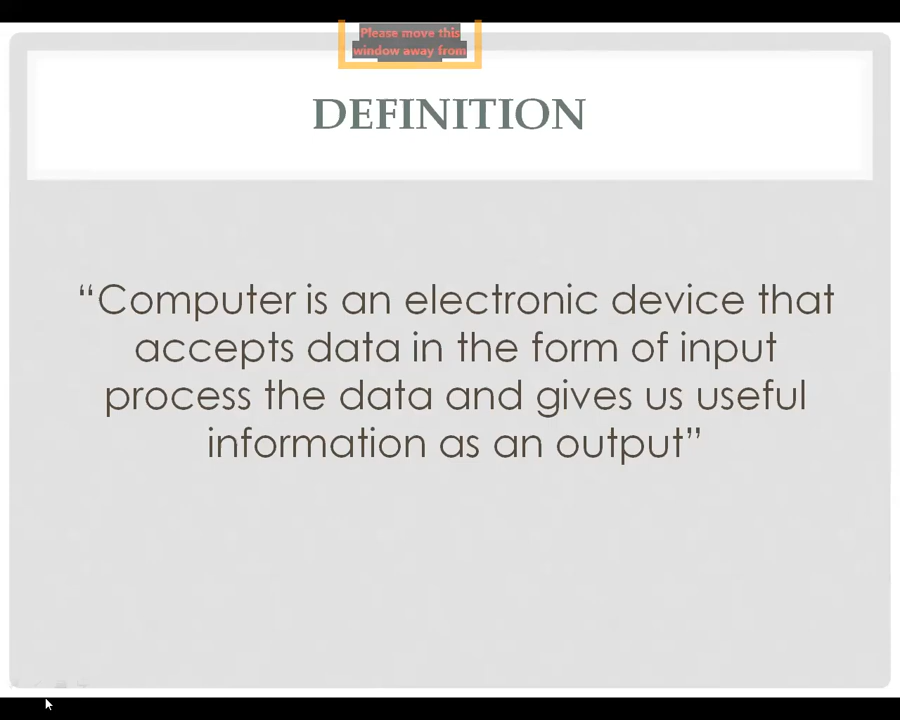 Please move this
window away from
DEFINITION
“Computer is an electronic device that
accepts data in the form of input
process the data and gives us useful
information as an output”